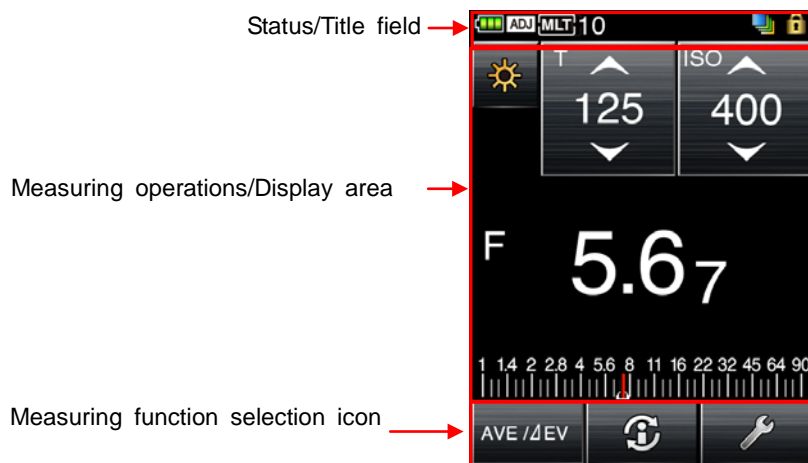 Status/Title field
ADJ MLT 10
T
ISO
125
400
Measuring operations/Display area
F
5.6 7
1 1.4 2 2.8 4 5.6 8 11 16 22 32 45 64 90
Measuring function selection icon
AVE /⊿EV